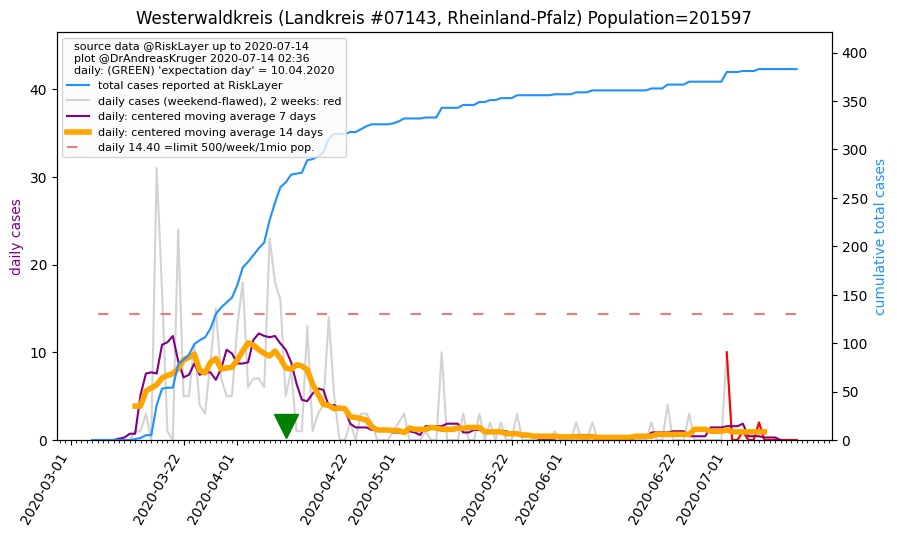 Westerwaldkreis (Landkreis #07143, Rheinland-Pfalz) Population=201597
source data @RiskLayer up to 2020-07-14
plot @DrAndreasKruger 2020-07-14 02:36
daily: (GREEN) 'expectation day' = 10.04.2020
total cases reported at RiskLayer
daily cases (weekend-flawed), 2 weeks: red
daily: centered moving average 7 days
daily: centered moving average 14 days
daily 14.40 =limit 500/week/1mio pop.
daily cases
40
30
20
10
0
cumulative total cases
400
350
300
250
200
150
100
50
0
2020-03-01
2020-03-22
2020-04-01
2020-04-22
2020-05-01
2020-05-22
2020-06-01
2020-06-22
2020-07-01